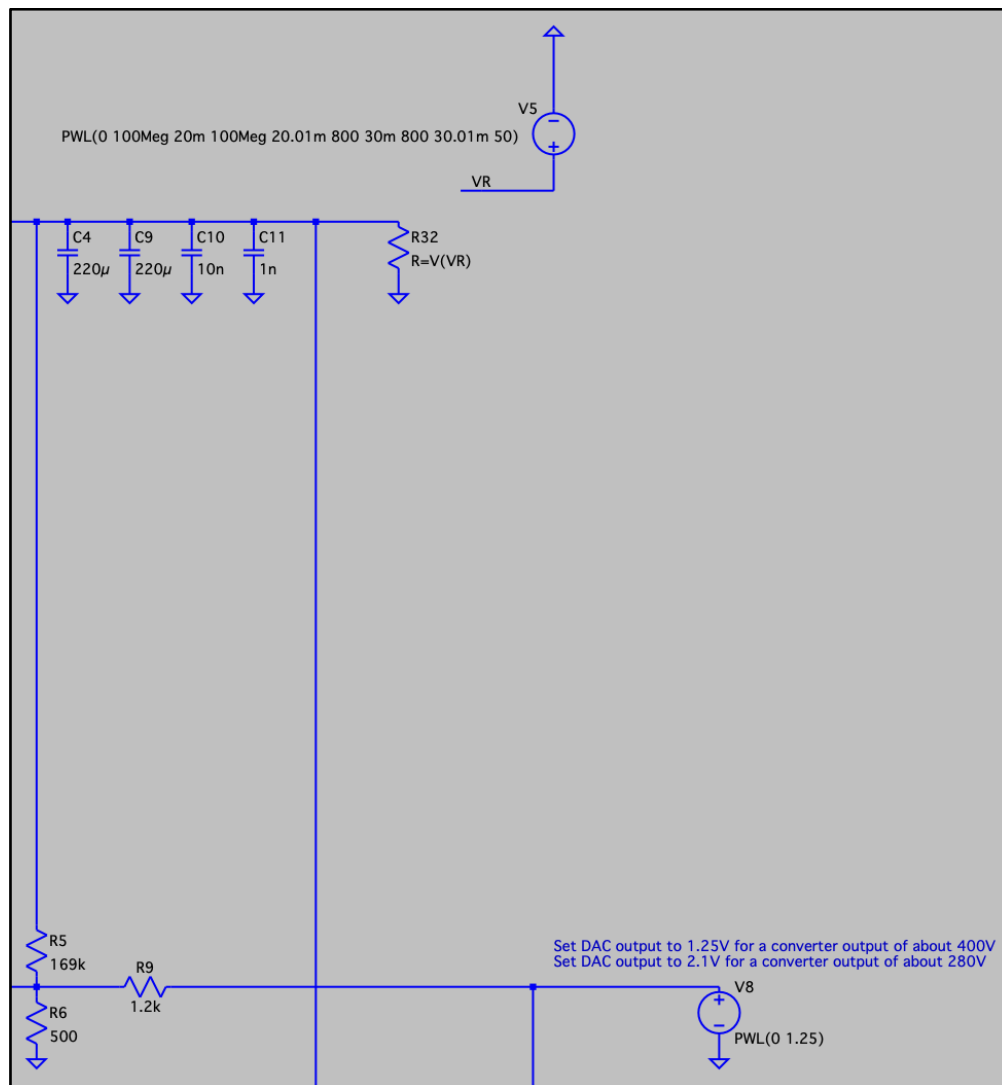 V5
PWL(0 100Meg 20m 100Meg 20.01m 800 30m 800 30.01m 50)
VR
C4
220µ
C9
220µ
C10
10n
C11
1n
R32
R=V(VR)
R5
169k
R9
1.2k
R6
500
Set DAC output to 1.25V for a converter output of about 400V
Set DAC output to 2.1V for a converter output of about 280V
V8
PWL(0 1.25)